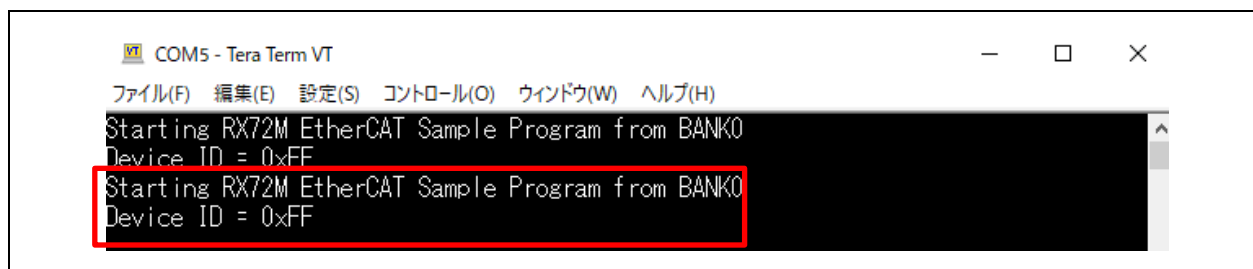 COM5 - Tera Term VT
ファイル(F) 編集(E) 設定(S) コントロール(O) ウィンドウ(W) ヘルプ(H)
Starting RX72M EtherCAT Sample Program from BANK0
Device ID = 0xFF
Starting RX72M EtherCAT Sample Program from BANK0
Device ID = 0xFF